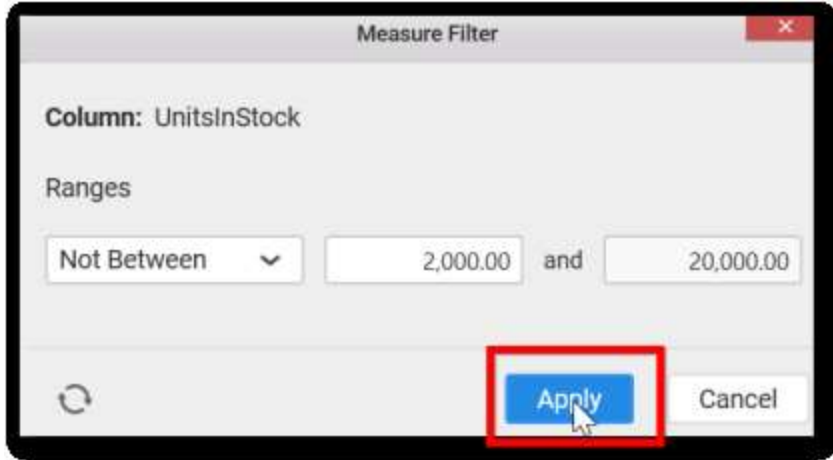 Measure Filter
Column: UnitsInStock
Ranges
Not Between 2,000.00 and 20,000.00
Apply Cancel